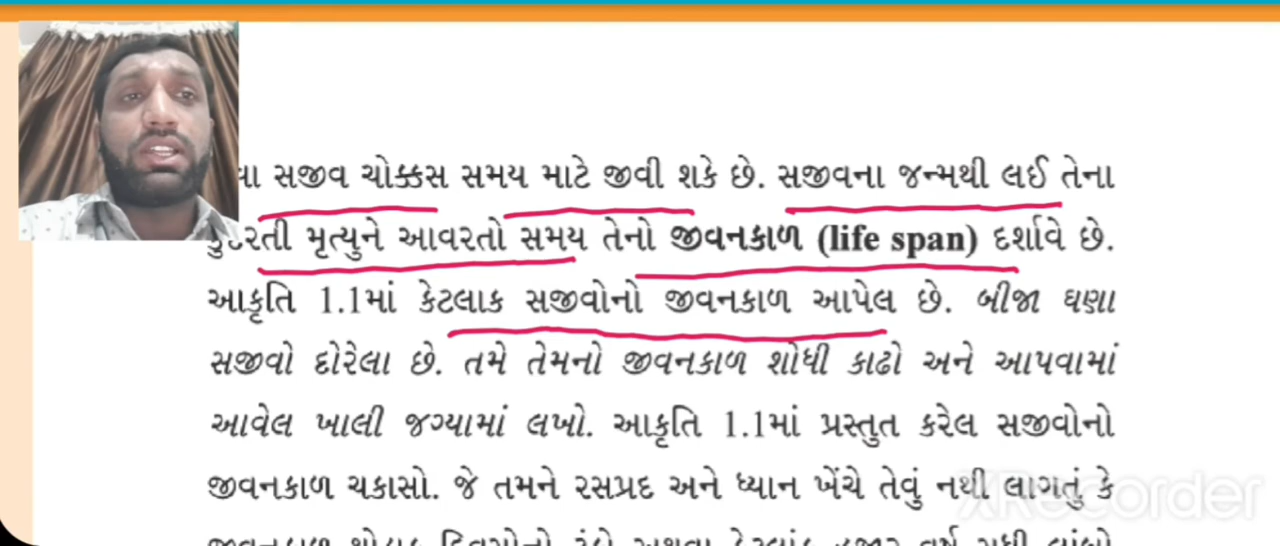 સજીવ ચોક્કસ સમય માટે જીવી શકે છે. સજીવના જન્મથી લઈ તેના
કુદરતી મૃત્યુને આવરતો સમય તેનો જીવનકાળ (life span) દર્શાવે છે.
આકૃતિ 1.1માં કેટલાક સજીવોનો જીવનકાળ આપેલ છે. બીજા ઘણા
સજીવો દોરેલા છે. તમે તેમનો જીવનકાળ શોધી કાઢો અને આપવામાં
આવેલ ખાલી જગ્યામાં લખો. આકૃતિ 1.1માં પ્રસ્તુત કરેલ સજીવોનો
જીવનકાળ ચકાસો. જે તમને રસપ્રદ અને ધ્યાન ખેંચે તેવું નથી લાગતું કે
XRecorder